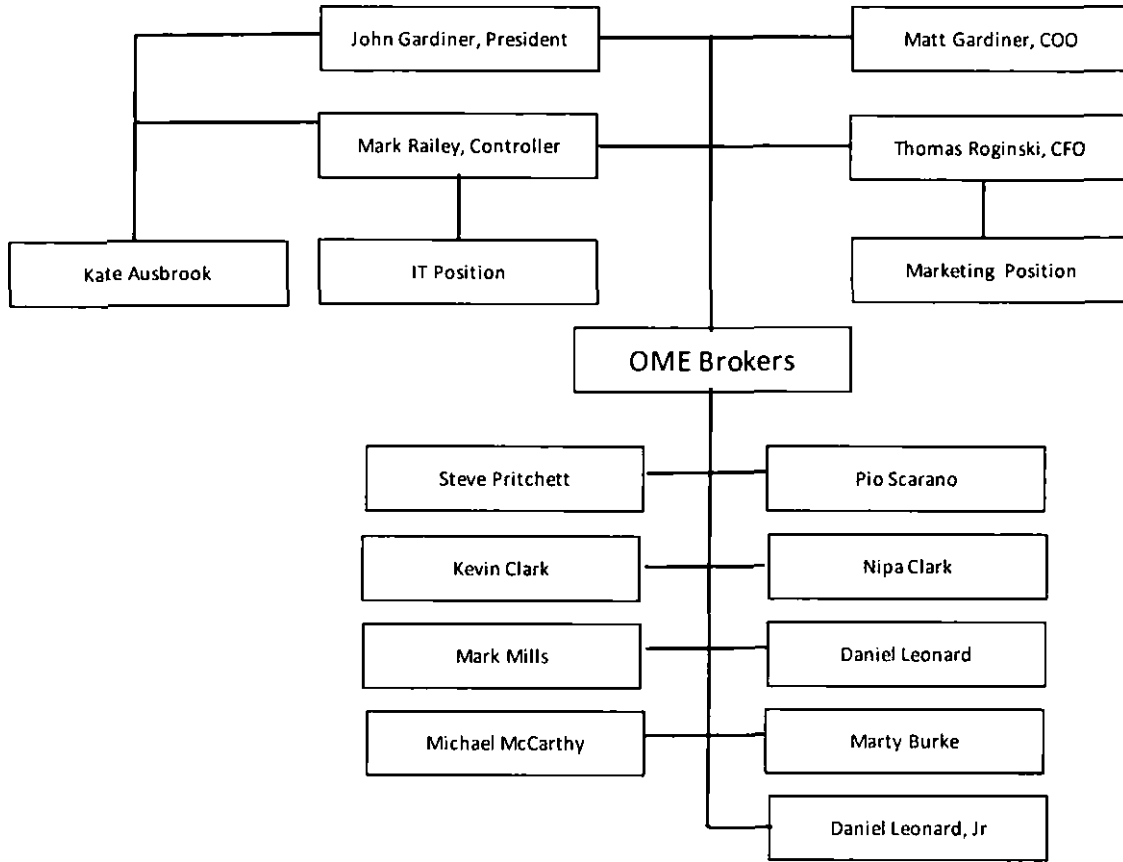 John Gardiner, President
Matt Gardiner, COO
Mark Railey, Controller
Thomas Roginski, CFO
Kate Ausbrook
IT Position
Marketing Position
OME Brokers
Steve Pritchett
Pio Scarano
Kevin Clark
Nipa Clark
Mark Mills
Daniel Leonard
Michael McCarthy
Marty Burke
Daniel Leonard, Jr